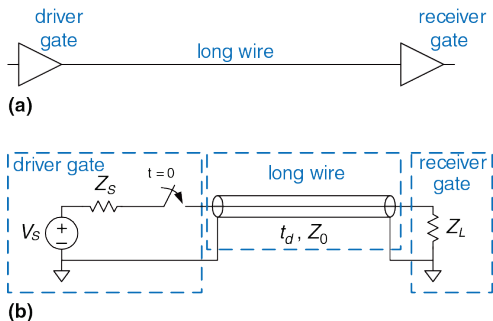 driver
gate
long wire
receiver
gate
(a)
driver gate
t = 0
Z_S
V_S
+
−
long wire
t_d , Z_0
receiver
gate
Z_L
(b)